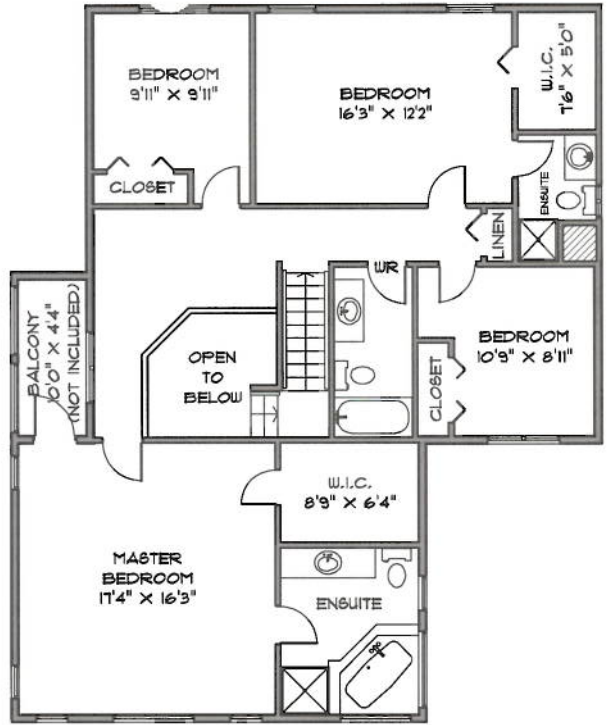 BEDROOM
9'11" X 9'11"
BEDROOM
16'3" X 12'2"
W.I.C.
7'6" X 5'0"
CLOSET
ENSUITE
LINEN
WR
BALCONY
10'0" X 4'4"
(NOT INCLUDED)
OPEN
TO
BELOW
BEDROOM
10'9" X 8'11"
CLOSET
W.I.C.
8'9" X 6'4"
MASTER
BEDROOM
17'4" X 16'3"
ENSUITE